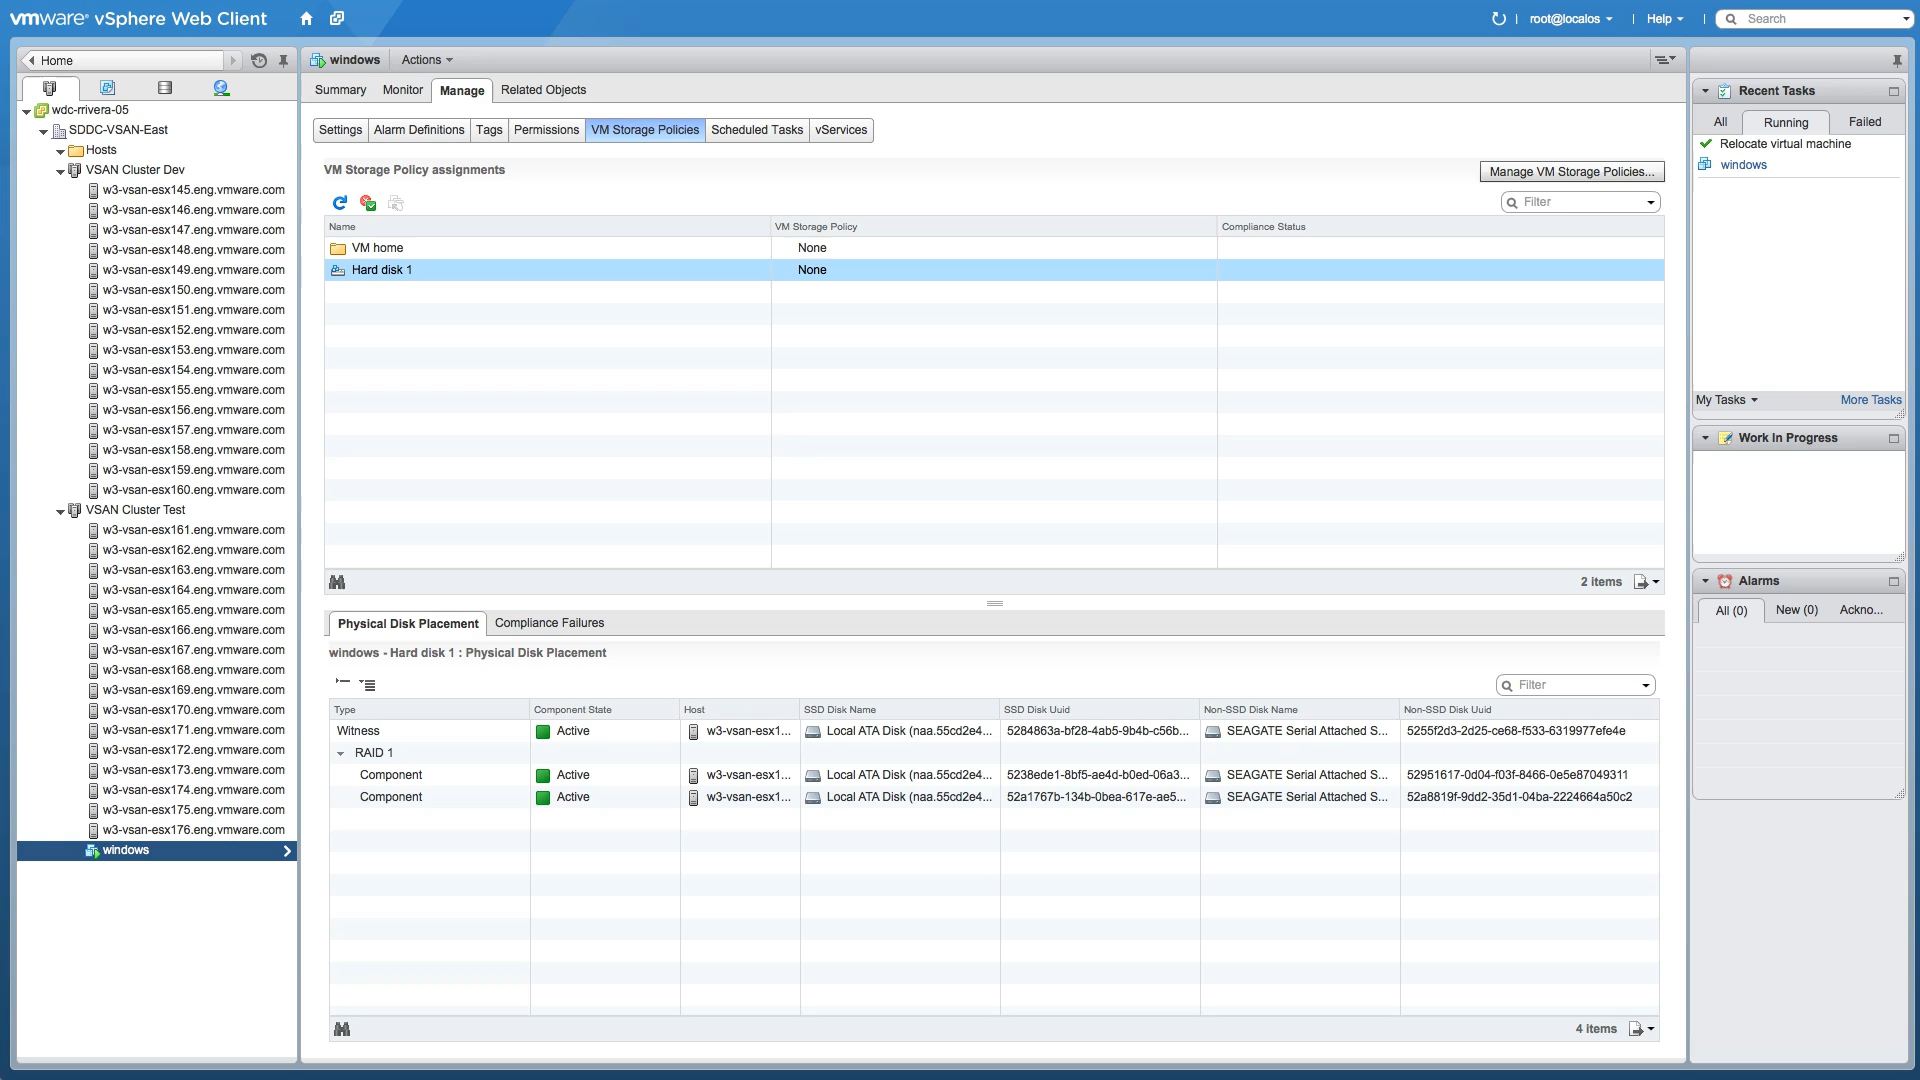 vmware® vSphere Web Client
root@localos
Help
Search
Home
wdc-rrivera-05
SDDC-VSAN-East
Hosts
VSAN Cluster Dev
w3-vsan-esx145.eng.vmware.com
w3-vsan-esx146.eng.vmware.com
w3-vsan-esx147.eng.vmware.com
w3-vsan-esx148.eng.vmware.com
w3-vsan-esx149.eng.vmware.com
w3-vsan-esx150.eng.vmware.com
w3-vsan-esx151.eng.vmware.com
w3-vsan-esx152.eng.vmware.com
w3-vsan-esx153.eng.vmware.com
w3-vsan-esx154.eng.vmware.com
w3-vsan-esx155.eng.vmware.com
w3-vsan-esx156.eng.vmware.com
w3-vsan-esx157.eng.vmware.com
w3-vsan-esx158.eng.vmware.com
w3-vsan-esx159.eng.vmware.com
w3-vsan-esx160.eng.vmware.com
VSAN Cluster Test
w3-vsan-esx161.eng.vmware.com
w3-vsan-esx162.eng.vmware.com
w3-vsan-esx163.eng.vmware.com
w3-vsan-esx164.eng.vmware.com
w3-vsan-esx165.eng.vmware.com
w3-vsan-esx166.eng.vmware.com
w3-vsan-esx167.eng.vmware.com
w3-vsan-esx168.eng.vmware.com
w3-vsan-esx169.eng.vmware.com
w3-vsan-esx170.eng.vmware.com
w3-vsan-esx171.eng.vmware.com
w3-vsan-esx172.eng.vmware.com
w3-vsan-esx173.eng.vmware.com
w3-vsan-esx174.eng.vmware.com
w3-vsan-esx175.eng.vmware.com
w3-vsan-esx176.eng.vmware.com
windows
windows Actions
Summary Monitor Manage Related Objects
Settings Alarm Definitions Tags Permissions VM Storage Policies Scheduled Tasks vServices
VM Storage Policy assignments
Manage VM Storage Policies...
Filter
Name VM Storage Policy Compliance Status
VM home None
Hard disk 1 None
2 items
Physical Disk Placement Compliance Failures
windows - Hard disk 1 : Physical Disk Placement
Filter
Type Component State Host SSD Disk Name SSD Disk Uuid Non-SSD Disk Name Non-SSD Disk Uuid
Witness Active w3-vsan-esx1... Local ATA Disk (naa.55cd2e4... 5284863a-bf28-4ab5-9b4b-c56b... SEAGATE Serial Attached S... 5255f2d3-2d25-ce68-f533-6319977efe4e
RAID 1
Component Active w3-vsan-esx1... Local ATA Disk (naa.55cd2e4... 5238ede1-8bf5-ae4d-b0ed-06a3... SEAGATE Serial Attached S... 52951617-0d04-f03f-8466-0e5e87049311
Component Active w3-vsan-esx1... Local ATA Disk (naa.55cd2e4... 52a1767b-134b-0bea-617e-ae5... SEAGATE Serial Attached S... 52a8819f-9dd2-35d1-04ba-2224664a50c2
4 items
Recent Tasks
All Running Failed
Relocate virtual machine
windows
My Tasks More Tasks
Work In Progress
Alarms
All (0) New (0) Ackno...